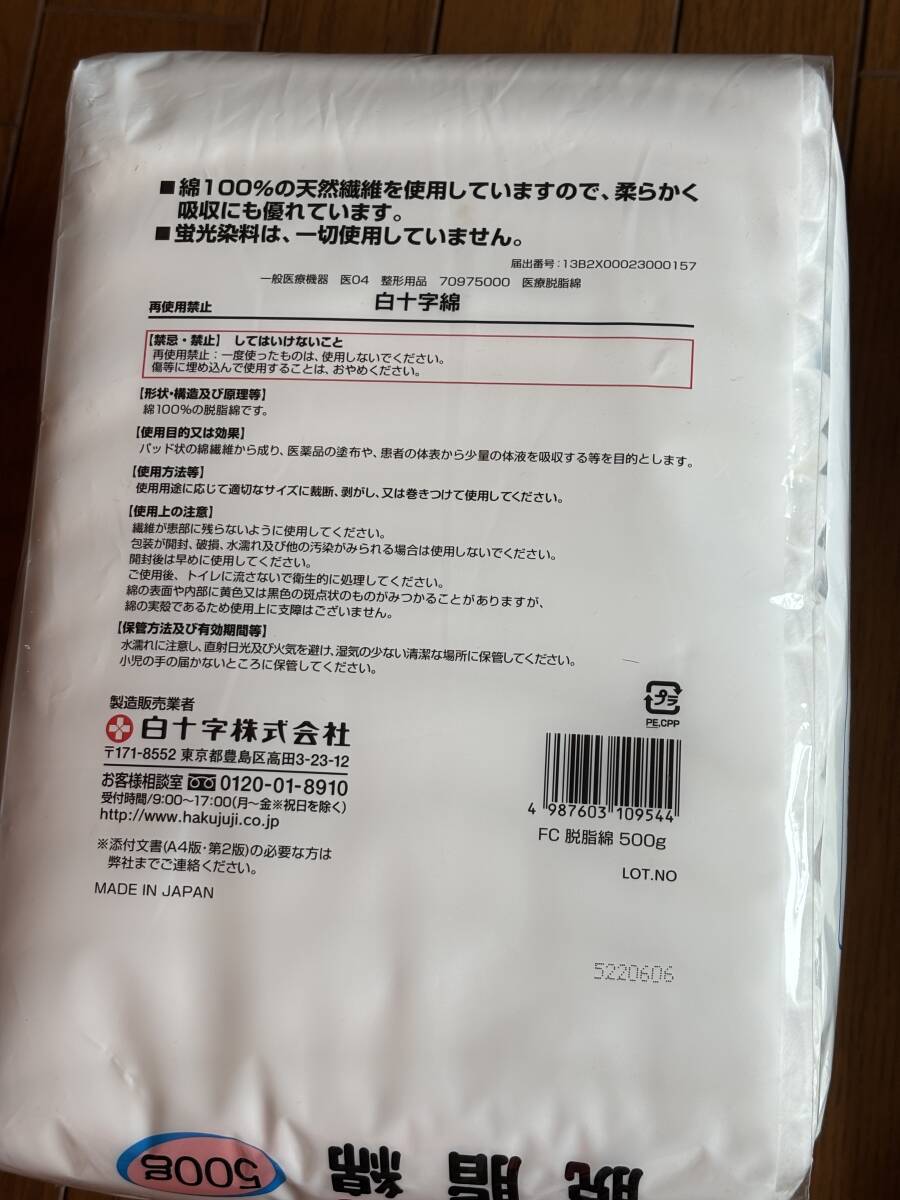 ■綿100%の天然繊維を使用していますので、柔らかく
吸収にも優れています。
■蛍光染料は、一切使用していません。
届出番号：13B2X00023000157
一般医療機器 医04 整形用品 70975000 医療脱脂綿
再使用禁止
白十字綿
【禁忌・禁止】 してはいけないこと
再使用禁止：一度使ったものは、使用しないでください。
傷等に埋め込んで使用することは、おやめください。
【形状・構造及び原理等】
綿100%の脱脂綿です。
【使用目的又は効果】
パッド状の綿繊維から成り、医薬品の塗布や、患者の体表から少量の体液を吸収する等を目的とします。
【使用方法等】
使用用途に応じて適切なサイズに裁断、剥がし、又は巻きつけて使用してください。
【使用上の注意】
繊維が患部に残らないように使用してください。
包装が開封、破損、水濡れ及び他の汚染がみられる場合は使用しないでください。
開封後は早めに使用してください。
ご使用後、トイレに流さないで衛生的に処理してください。
綿の表面や内部に黄色又は黒色の斑点状のものがみつかることがありますが、
綿の実殻であるため使用上に支障はございません。
【保管方法及び有効期間等】
水濡れに注意し、直射日光及び火気を避け、湿気の少ない清潔な場所に保管してください。
小児の手の届かないところに保管してください。
製造販売業者
白十字株式会社
〒171-8552 東京都豊島区高田3-23-12
お客様相談室 0120-01-8910
受付時間/9:00〜17:00(月〜金※祝日を除く)
http://www.hakujuji.co.jp
※添付文書(A4版・第2版)の必要な方は
弊社までご連絡ください。
MADE IN JAPAN
プラ
PE,CPP
4 987603 109544
FC 脱脂綿 500g
LOT.NO
5220606
脱脂綿 500g